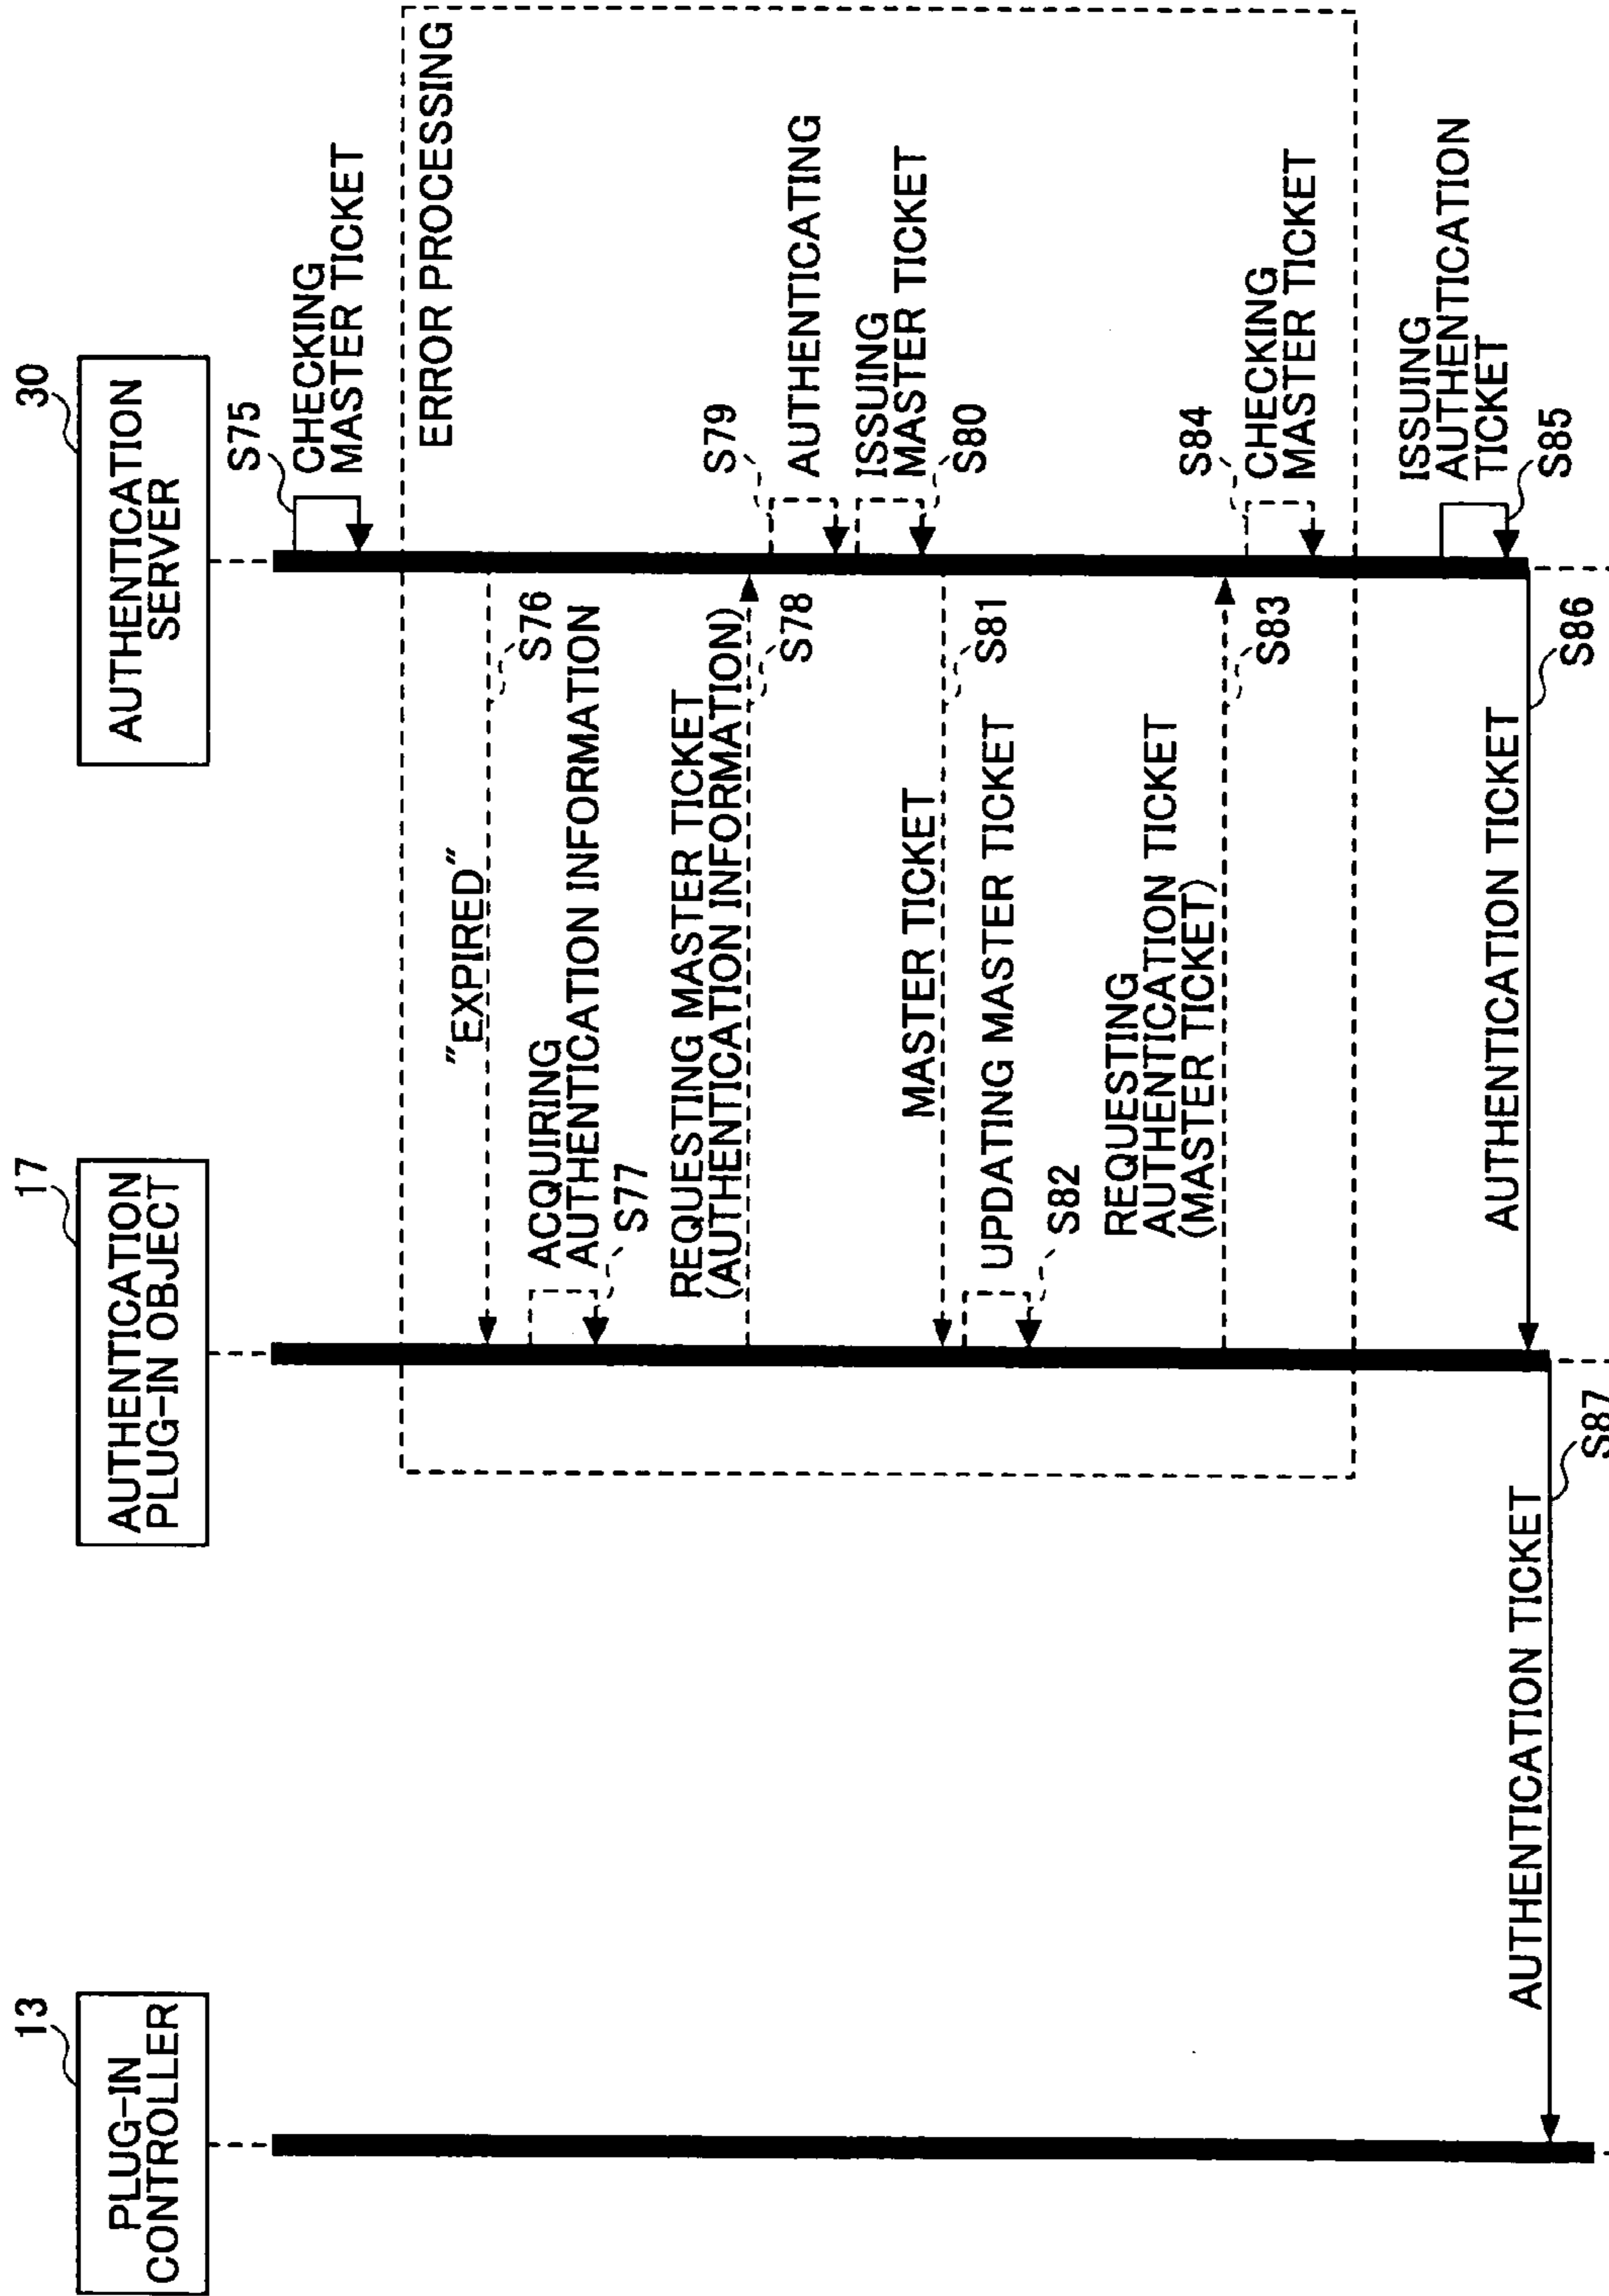 13
PLUG-IN
CONTROLLER
17
AUTHENTICATION
PLUG-IN OBJECT
30
AUTHENTICATION
SERVER
S75
CHECKING
MASTER TICKET
ERROR PROCESSING
"EXPIRED"
S76
ACQUIRING
AUTHENTICATION INFORMATION
S77
REQUESTING MASTER TICKET
(AUTHENTICATION INFORMATION)
S78
S79
AUTHENTICATING
ISSUING
MASTER TICKET
S80
MASTER TICKET
S81
UPDATING MASTER TICKET
S82
REQUESTING
AUTHENTICATION TICKET
(MASTER TICKET)
S83
S84
CHECKING
MASTER TICKET
ISSUING
AUTHENTICATION
TICKET
S85
AUTHENTICATION TICKET
S86
AUTHENTICATION TICKET
S87